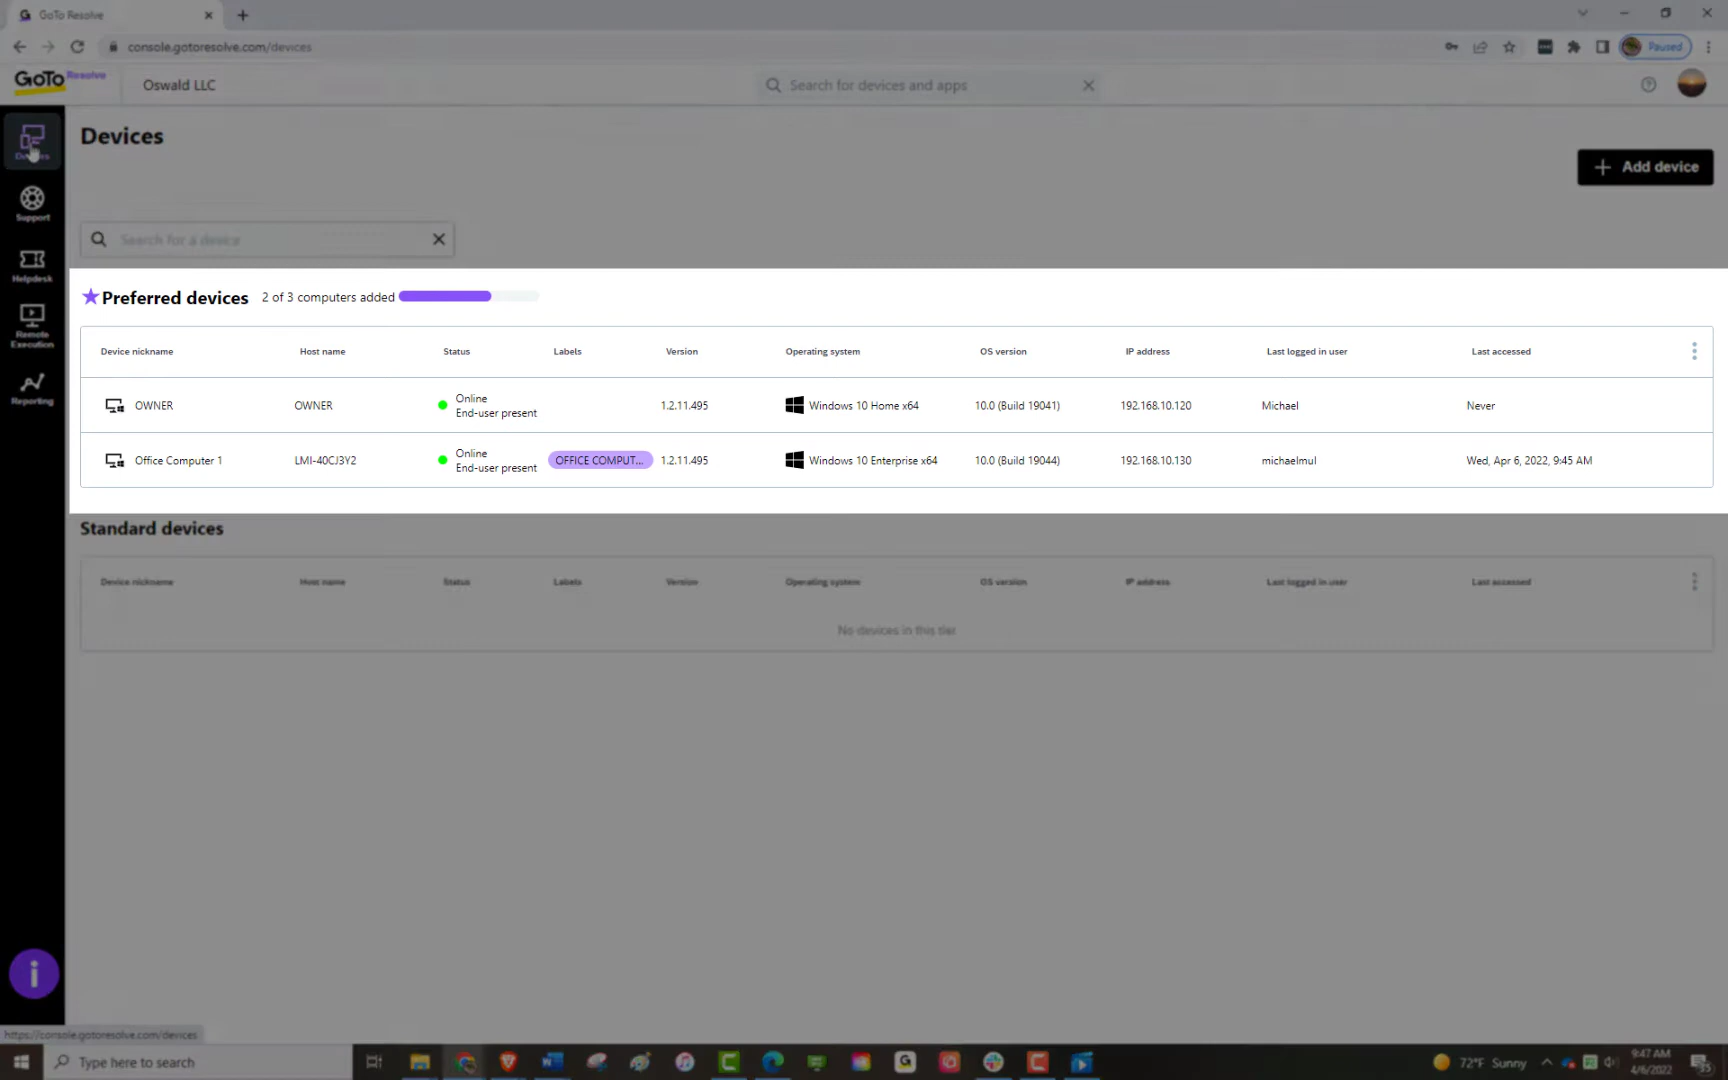 GoTo Resolve
console.gotoresolve.com/devices
Paused
GoTo Resolve
Oswald LLC
Search for devices and apps
Devices
Support
Helpdesk
Remote
Execution
Reporting
Devices
Add device
Search for a device
Preferred devices 2 of 3 computers added
Device nickname Host name Status Labels Version Operating system OS version IP address Last logged in user Last accessed
OWNER OWNER Online 1.2.11.495 Windows 10 Home x64 10.0 (Build 19041) 192.168.10.120 Michael Never
End-user present
Office Computer 1 LMI-40CJ3Y2 Online OFFICE COMPUT... 1.2.11.495 Windows 10 Enterprise x64 10.0 (Build 19044) 192.168.10.130 michaelmul Wed, Apr 6, 2022, 9:45 AM
End-user present
Standard devices
Device nickname Host name Status Labels Version Operating system OS version IP address Last logged in user Last accessed
No devices in this tier
https://console.gotoresolve.com/devices
Type here to search
72°F Sunny
9:47 AM
4/6/2022